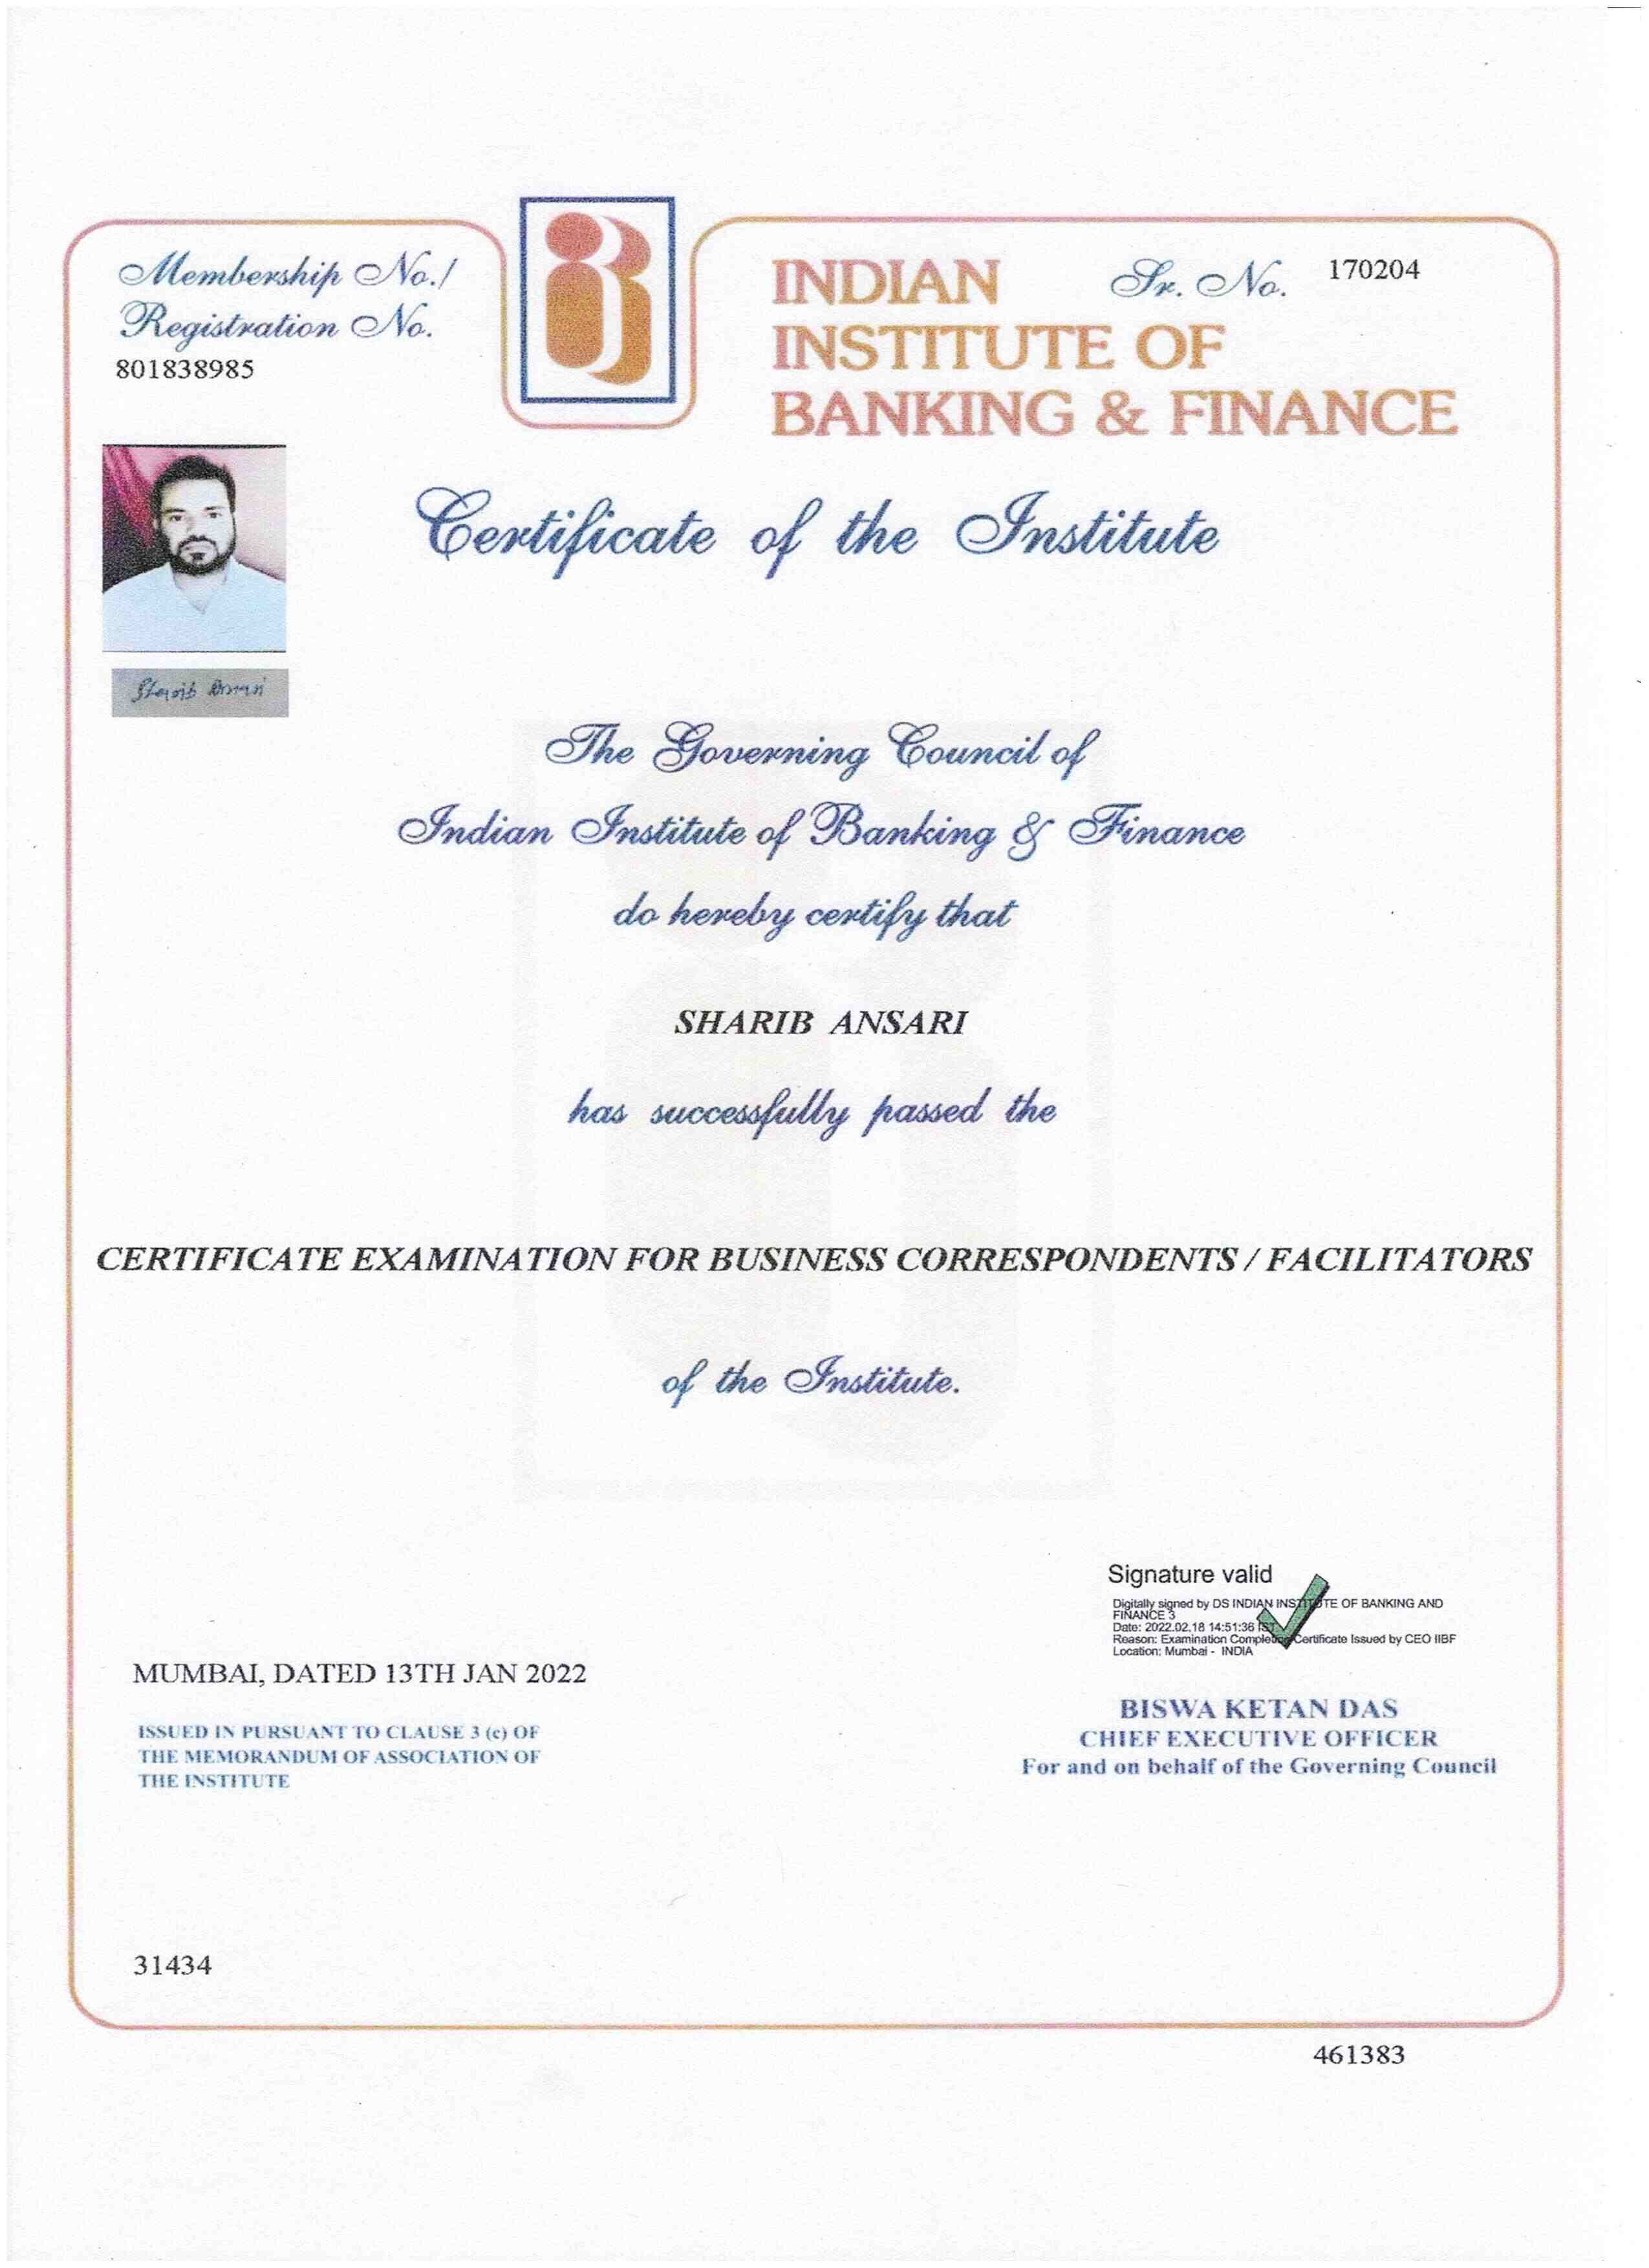 Membership No./
Registration No.
801838985
INDIAN
INSTITUTE OF
BANKING & FINANCE
Sr. No. 170204
Certificate of the Institute
Sharib Ansari
The Governing Council of
Indian Institute of Banking & Finance
do hereby certify that
SHARIB ANSARI
has successfully passed the
CERTIFICATE EXAMINATION FOR BUSINESS CORRESPONDENTS / FACILITATORS
of the Institute.
Signature valid
Digitally signed by DS INDIAN INSTITUTE OF BANKING AND
FINANCE 3
Date: 2022.02.18 14:51:36 IST
Reason: Examination Completion Certificate Issued by CEO IIBF
Location: Mumbai - INDIA
MUMBAI, DATED 13TH JAN 2022
ISSUED IN PURSUANT TO CLAUSE 3 (c) OF
THE MEMORANDUM OF ASSOCIATION OF
THE INSTITUTE
BISWA KETAN DAS
CHIEF EXECUTIVE OFFICER
For and on behalf of the Governing Council
31434
461383